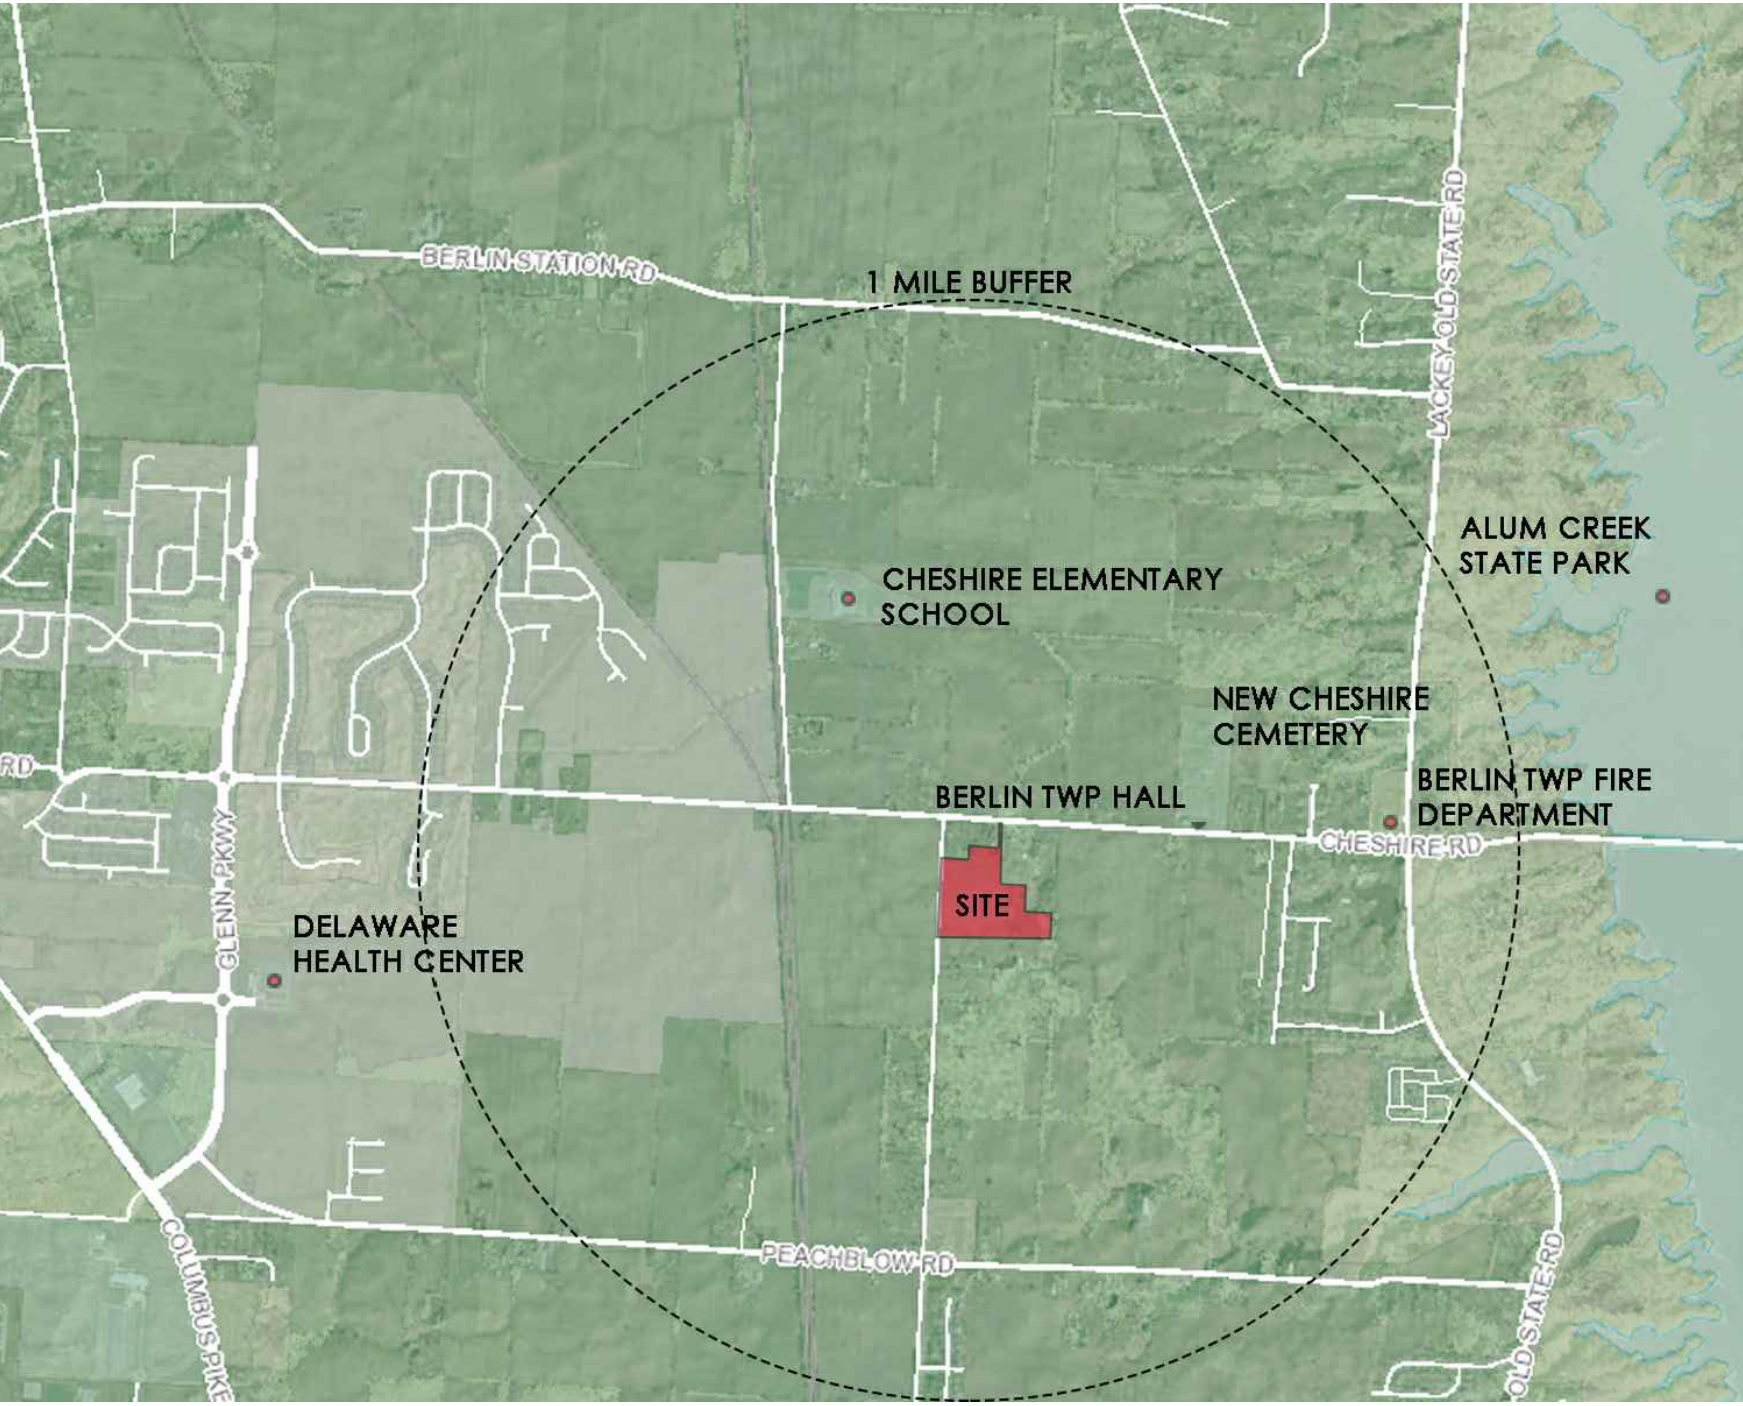 BERLIN STATION RD
1 MILE BUFFER
LACKEY OLD STATE RD
ALUM CREEK
STATE PARK
CHESHIRE ELEMENTARY
SCHOOL
NEW CHESHIRE
CEMETERY
RD
BERLIN TWP HALL
BERLIN TWP FIRE
DEPARTMENT
CHESHIRE RD
GLENN PKWY
SITE
DELAWARE
HEALTH CENTER
COLUMBUS PIKE
PEACHBLOW RD
OLD STATE RD